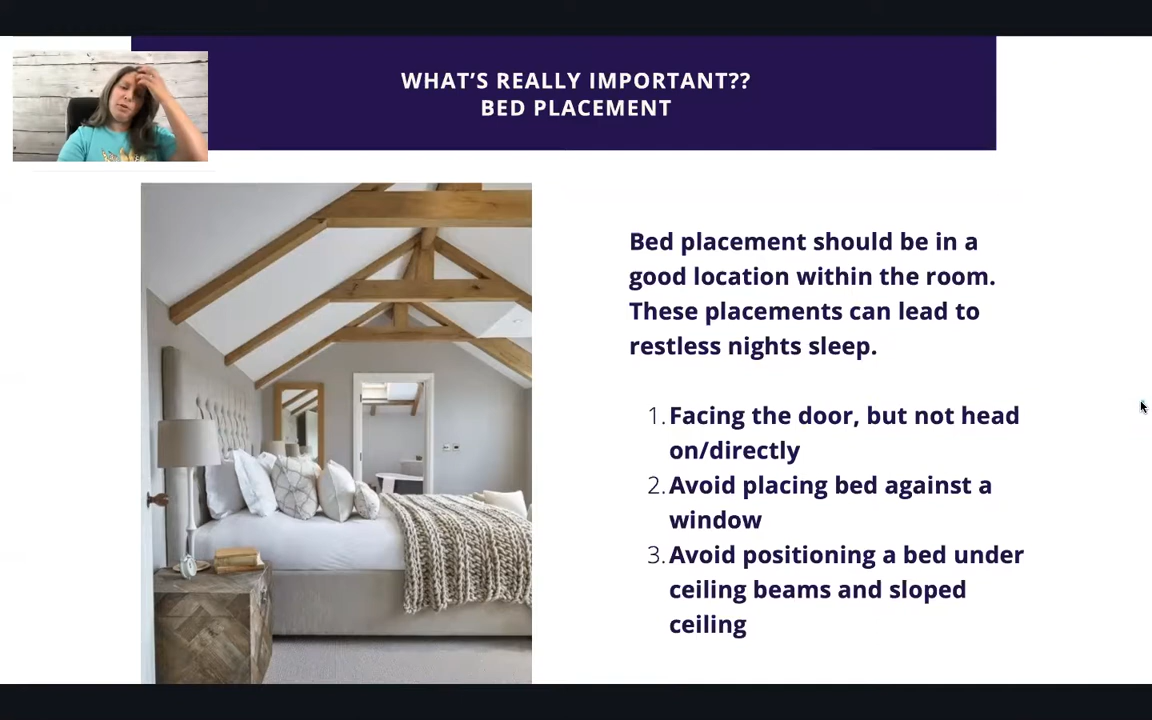 WHAT'S REALLY IMPORTANT??
BED PLACEMENT
Bed placement should be in a
good location within the room.
These placements can lead to
restless nights sleep.
1. Facing the door, but not head
on/directly
2. Avoid placing bed against a
window
3. Avoid positioning a bed under
ceiling beams and sloped
ceiling